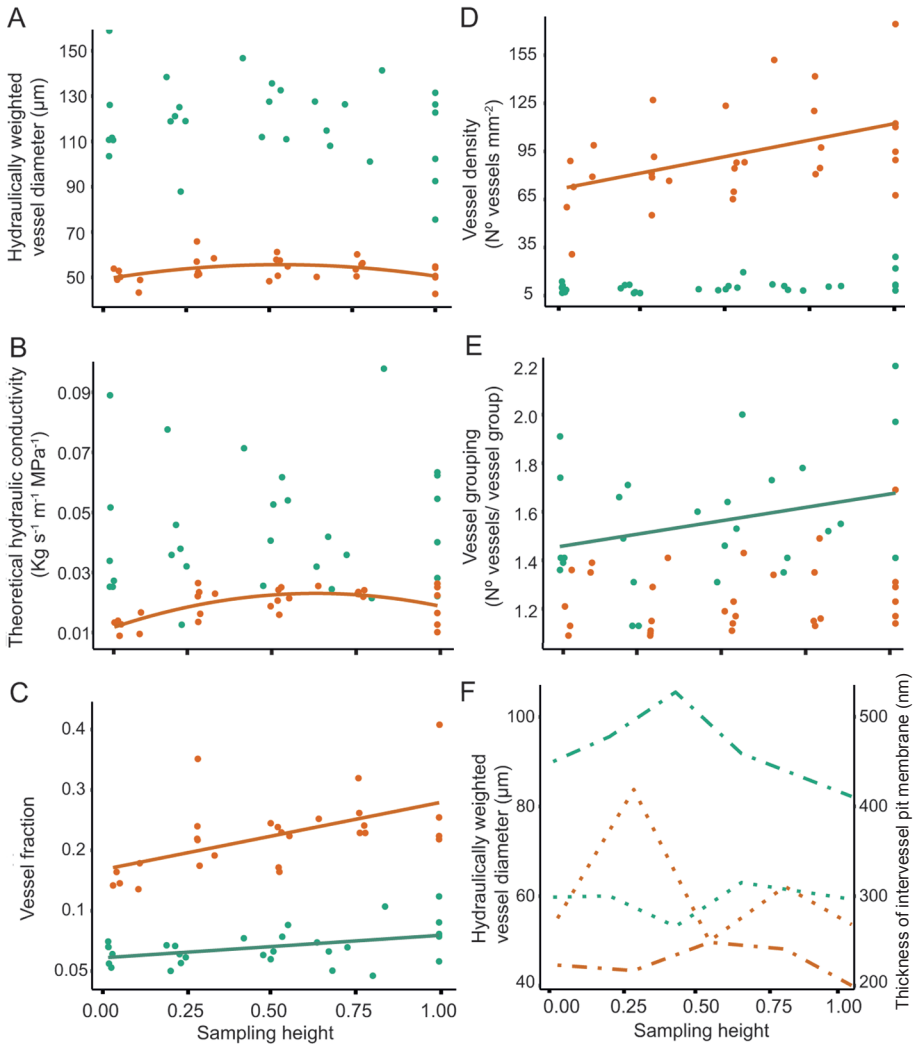 A
Hydraulically weighted
vessel diameter (µm)
150
130
110
90
70
50
B
Theoretical hydraulic conductivity
(Kg s⁻¹ m⁻¹ MPa⁻¹)
0.09
0.07
0.05
0.03
0.01
C
Vessel fraction
0.4
0.3
0.2
0.1
0.05
0.00
0.25
0.50
0.75
1.00
Sampling height
D
Vessel density
(Nº vessels mm⁻²)
155
125
95
65
35
5
E
Vessel grouping
(Nº vessels/ vessel group)
2.2
2.0
1.8
1.6
1.4
1.2
F
Hydraulically weighted
vessel diameter (µm)
100
80
60
40
500
400
300
200
Thickness of intervessel pit membrane (nm)
0.00
0.25
0.50
0.75
1.00
Sampling height